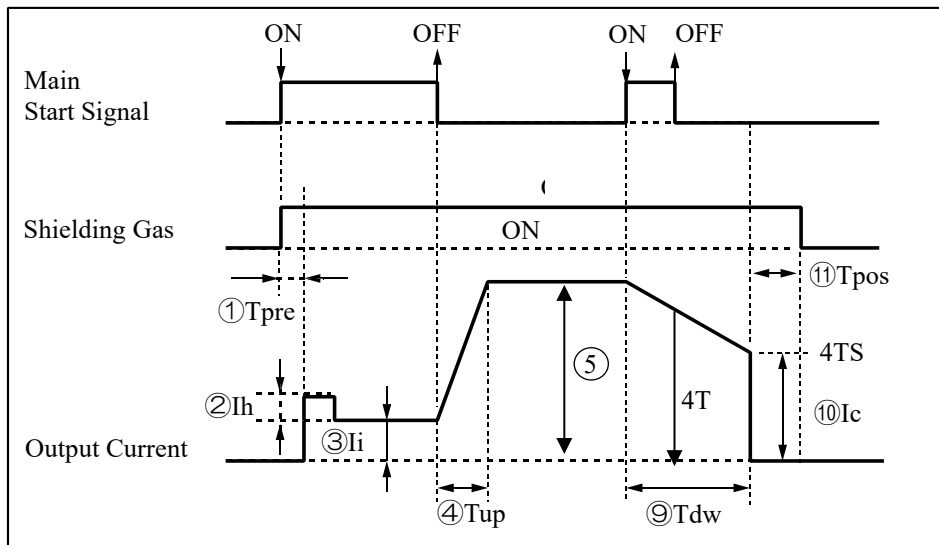 ON OFF ON OFF
Main
Start Signal
Shielding Gas
ON
①Tpre
⑪Tpos
4TS
⑤
②Ih
4T
⑩Ic
③Ii
Output Current
④Tup
⑨Tdw